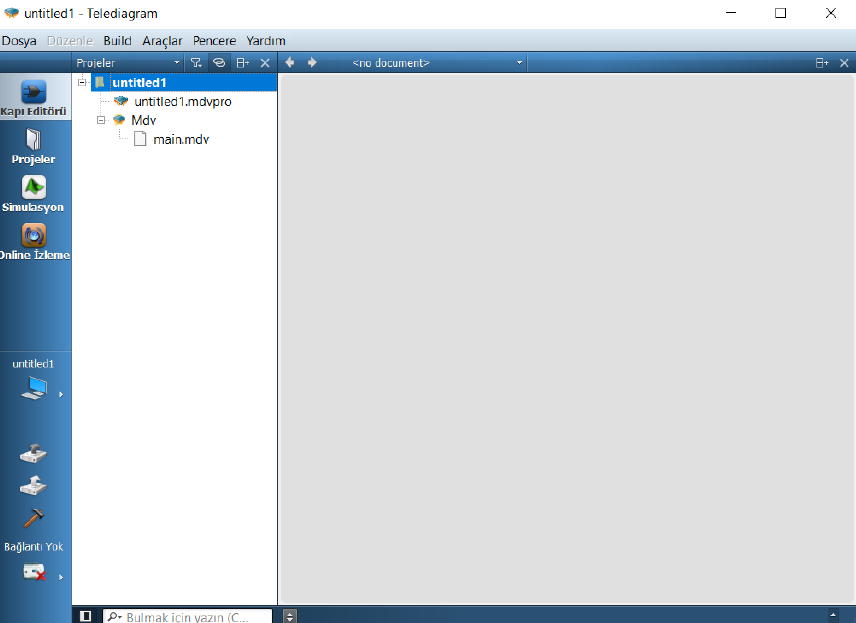 untitled1 - Telediagram
Dosya Düzenle Build Araçlar Pencere Yardım
Projeler <no document>
untitled1
untitled1.mdvpro
Mdv
main.mdv
Kapı Editörü
Projeler
Simulasyon
Online İzleme
untitled1
Bağlantı Yok
Bulmak için yazın (C...